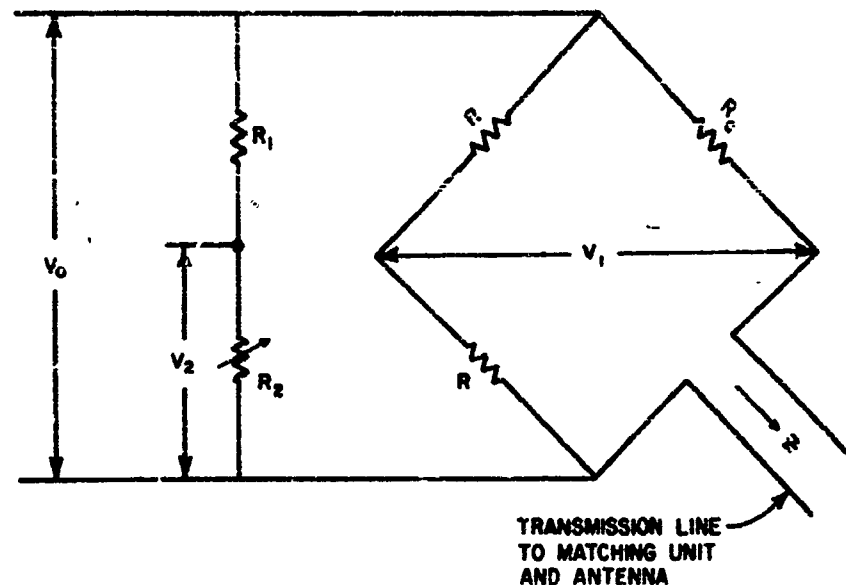 R
R₁
R
V₁
V₀
V₂
R₂
R
TRANSMISSION LINE
TO MATCHING UNIT
AND ANTENNA